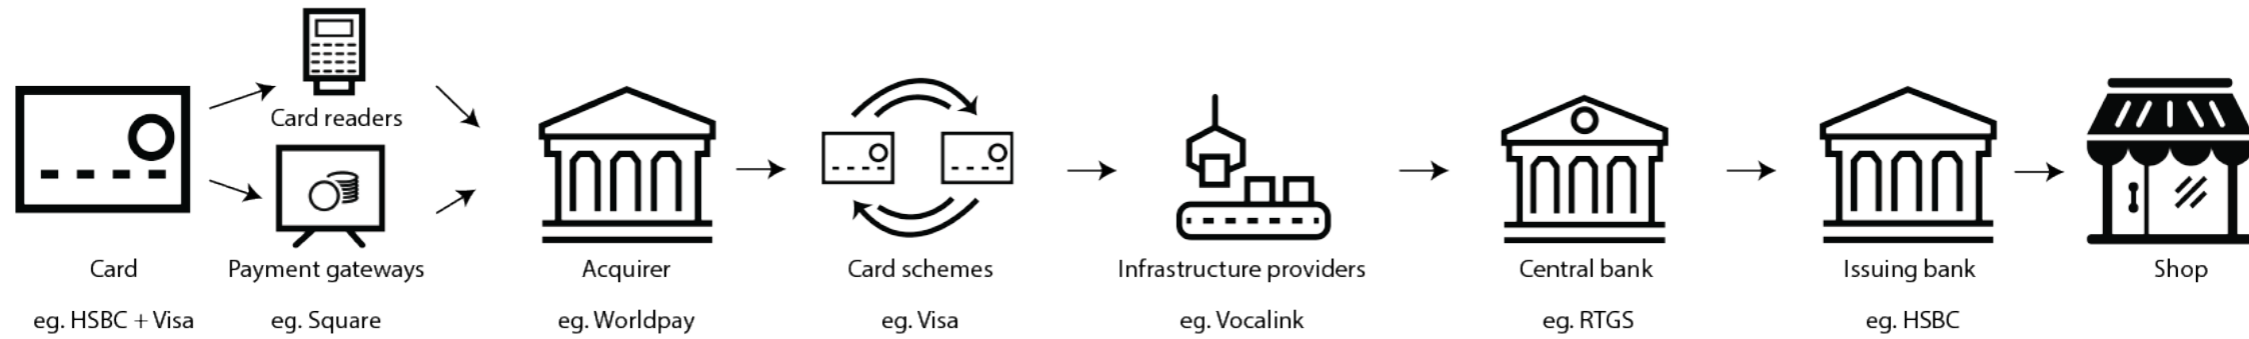 Card readers
Card
Payment gateways
Acquirer
Card schemes
Infrastructure providers
Central bank
Issuing bank
Shop
eg. HSBC + Visa
eg. Square
eg. Worldpay
eg. Visa
eg. Vocalink
eg. RTGS
eg. HSBC